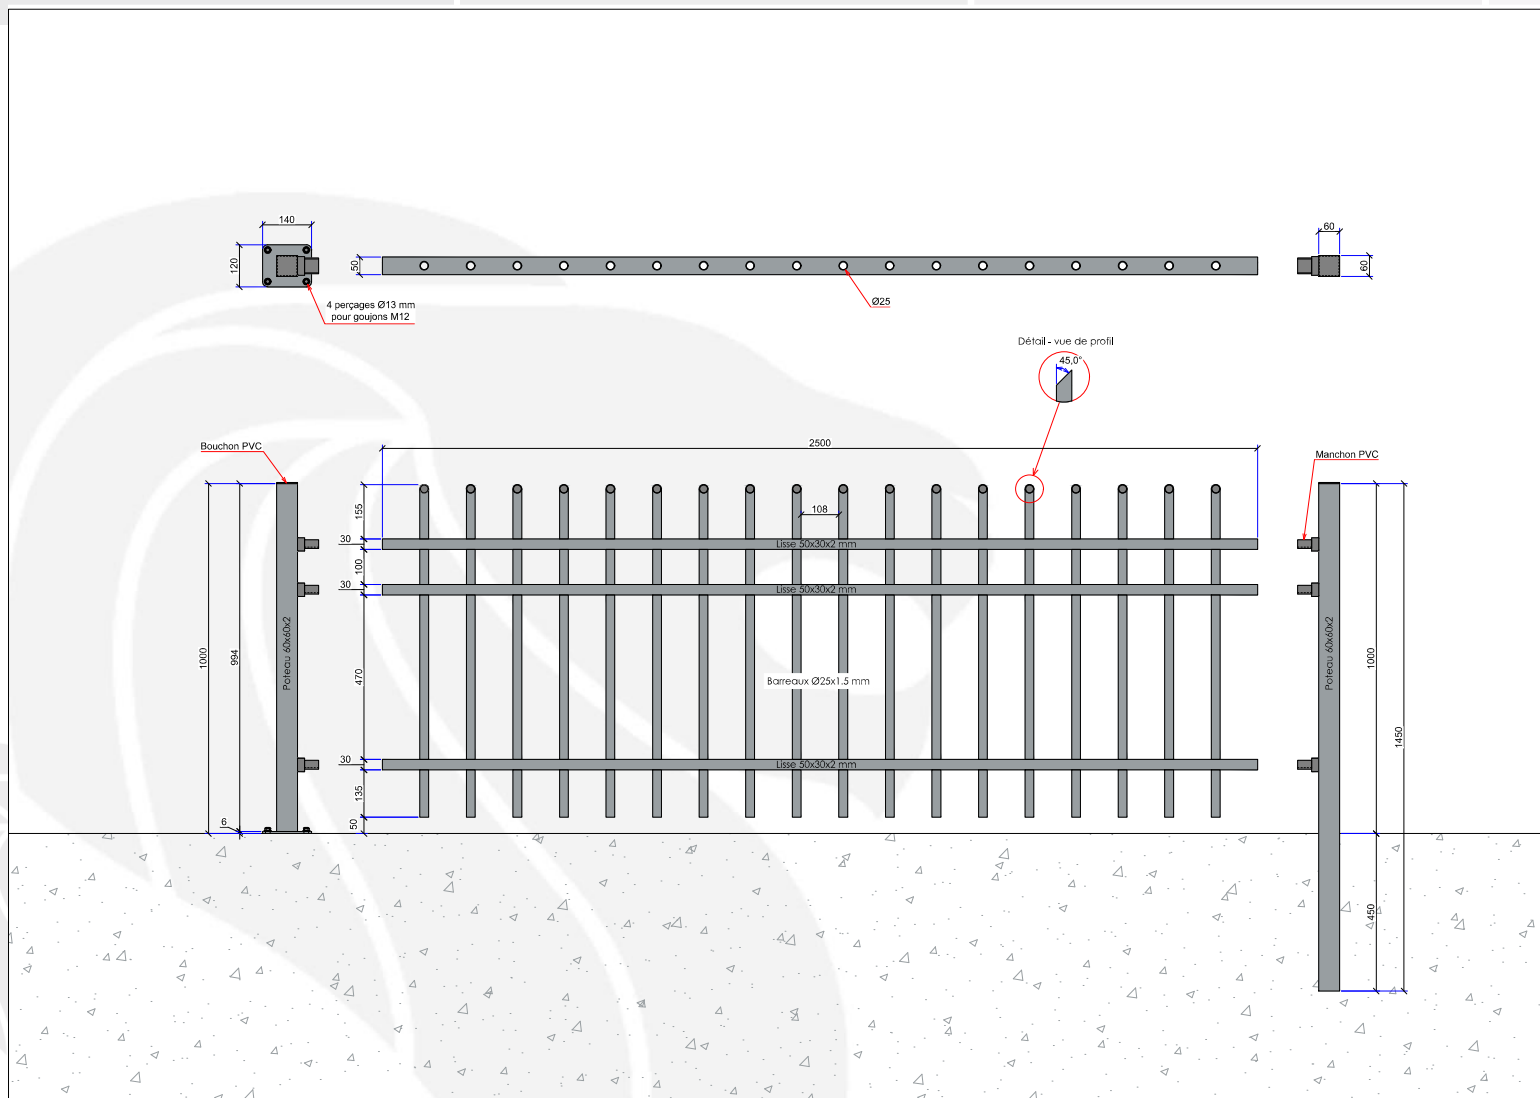 140
120
4 perçages Ø13 mm
pour goujons M12
50
Ø25
60
60
Détail - vue de profil
45,0°
2500
Bouchon PVC
Manchon PVC
155
108
30
Lisse 50x30x2 mm
100
30
Lisse 50x30x2 mm
1000
994
Poteau 60x60x2
470
Barreaux Ø25x1.5 mm
Poteau 60x60x2
1000
1450
30
Lisse 50x30x2 mm
135
6
50
450